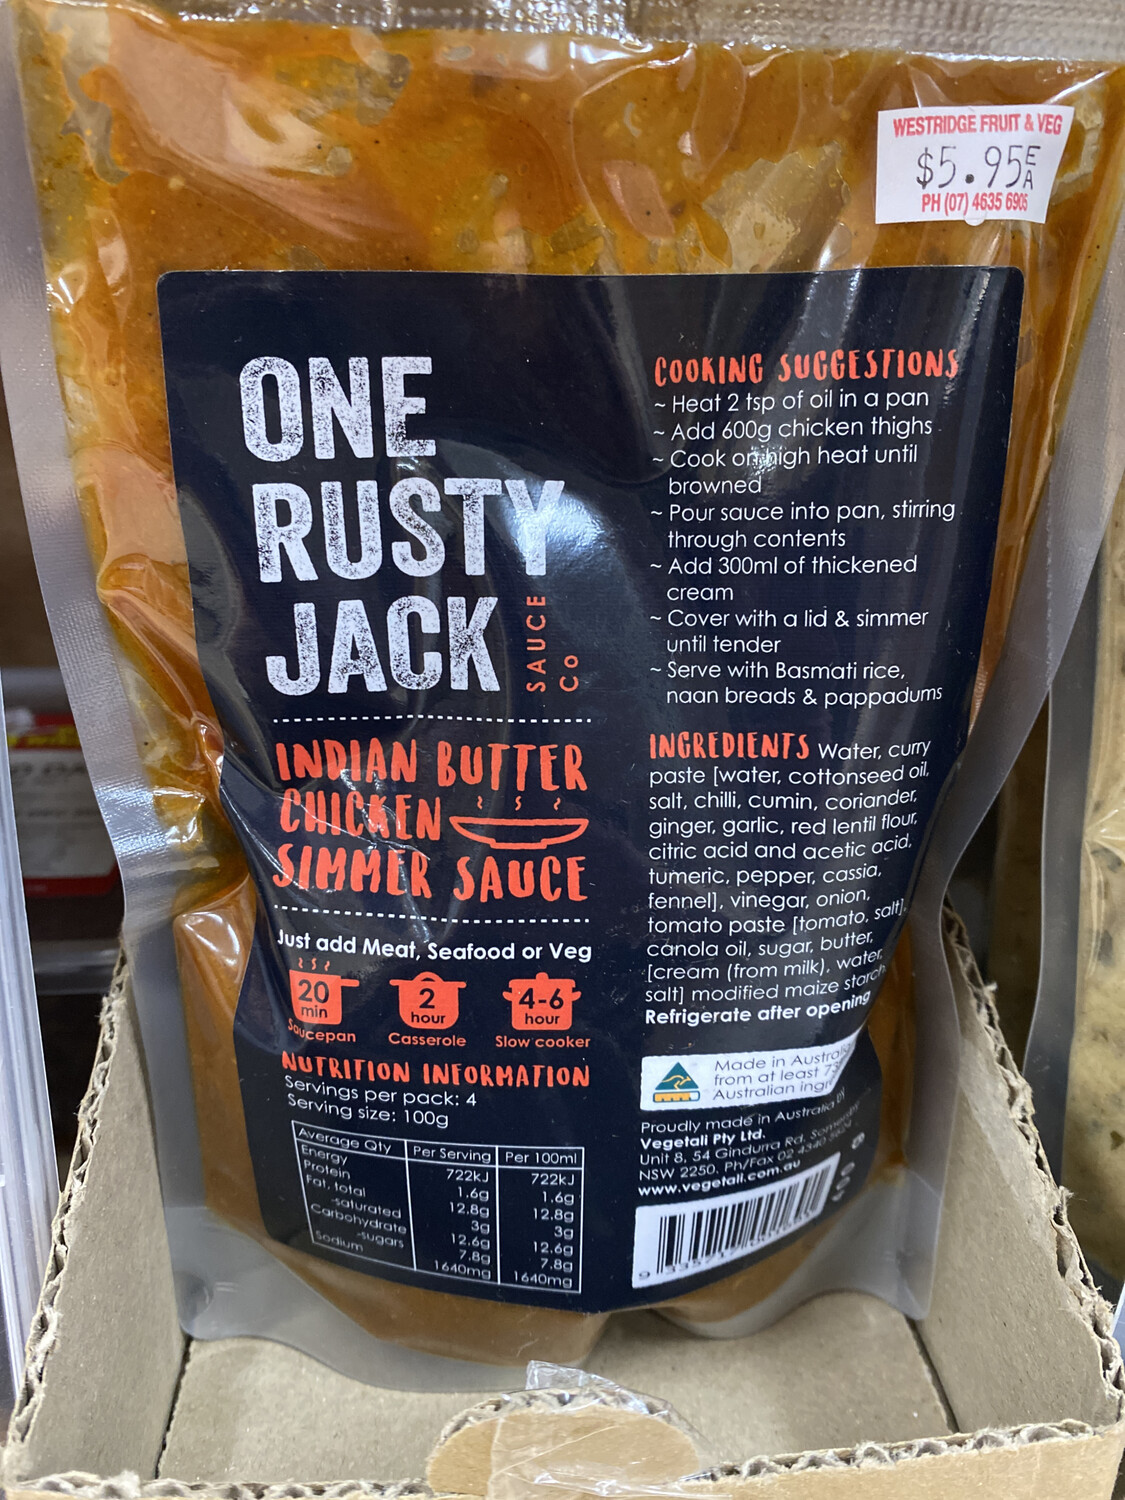 WESTRIDGE FRUIT & VEG
$5.95 EA
PH (07) 4635 6905
ONE
RUSTY
JACK
SAUCE
CO
INDIAN BUTTER
CHICKEN
SIMMER SAUCE
Just add Meat, Seafood or Veg
20
min
Saucepan
2
hour
Casserole
4-6
hour
Slow cooker
NUTRITION INFORMATION
Servings per pack: 4
Serving size: 100g
Average Qty Per Serving Per 100ml
Energy 722kJ 722kJ
Protein 1.6g 1.6g
Fat, total 12.8g 12.8g
-saturated 3g 3g
Carbohydrate 12.6g 12.6g
-sugars 7.8g 7.8g
Sodium 1640mg 1640mg
COOKING SUGGESTIONS
~ Heat 2 tsp of oil in a pan
~ Add 600g chicken thighs
~ Cook on high heat until
browned
~ Pour sauce into pan, stirring
through contents
~ Add 300ml of thickened
cream
~ Cover with a lid & simmer
until tender
~ Serve with Basmati rice,
naan breads & pappadums
INGREDIENTS Water, curry
paste [water, cottonseed oil,
salt, chilli, cumin, coriander,
ginger, garlic, red lentil flour,
citric acid and acetic acid,
tumeric, pepper, cassia,
fennel], vinegar, onion,
tomato paste [tomato, salt],
canola oil, sugar, butter,
[cream (from milk), water,
salt] modified maize starch
Refrigerate after opening
Made in Australia
from at least
Australian
Proudly made in Australia by
Vegetali Pty Ltd.
Unit 8, 54 Gindurra Rd,
NSW 2250. Ph/Fax 02 4340
www.vegetali.com.au